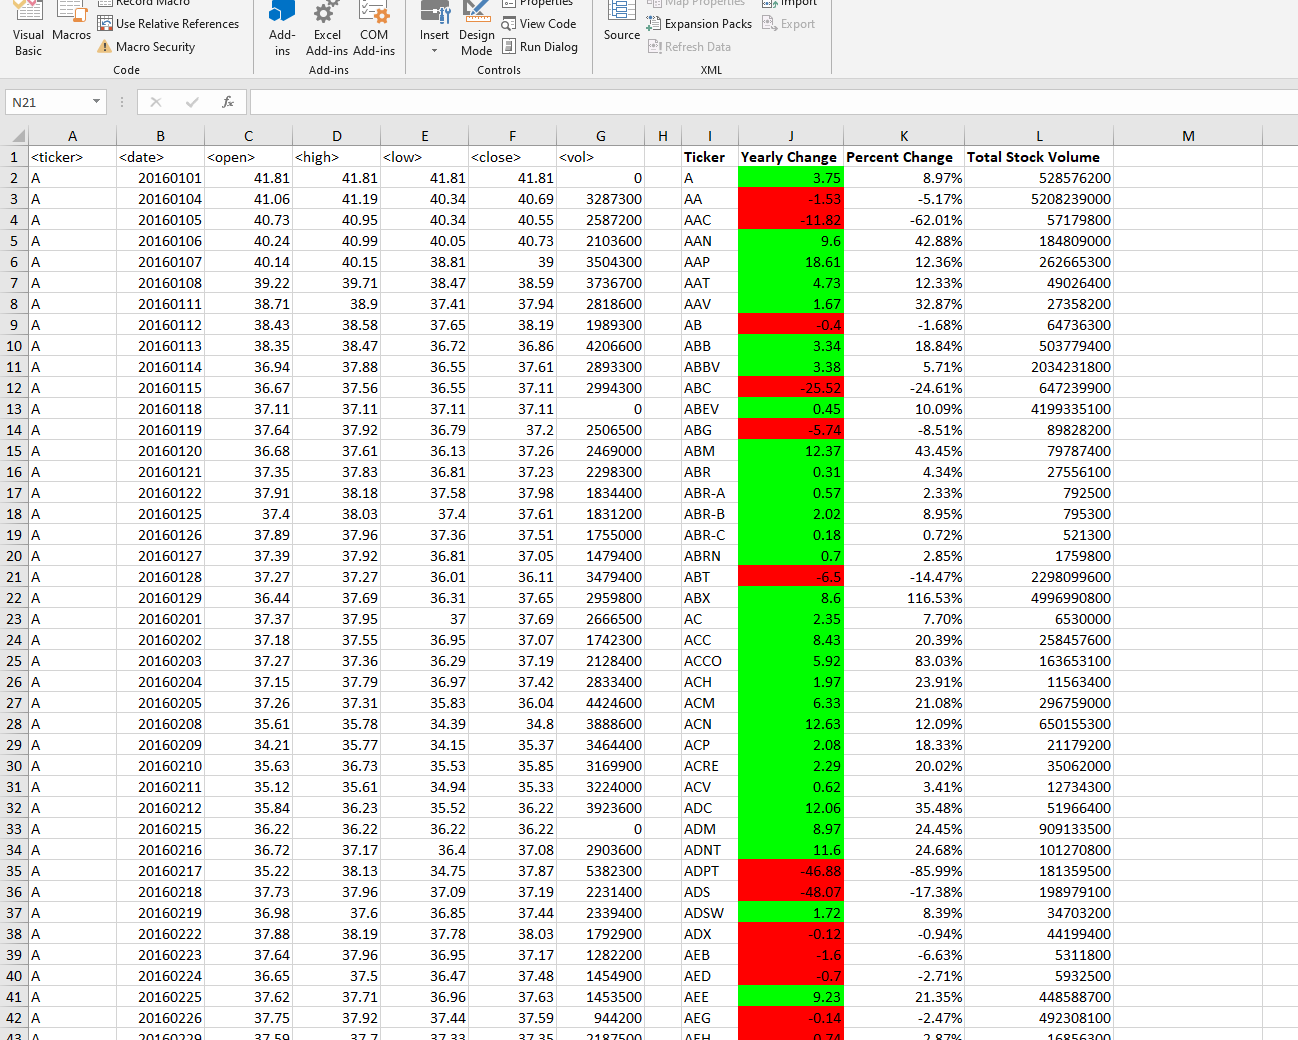 Record Macro Properties Map Properties Import
Visual Basic Macros Use Relative References Add-ins Excel Add-ins COM Add-ins Insert Design Mode View Code Source Expansion Packs Export
Macro Security Run Dialog Refresh Data
Code Add-ins Controls XML
N21 fx
A B C D E F G H I J K L M
1 <ticker> <date> <open> <high> <low> <close> <vol> Ticker Yearly Change Percent Change Total Stock Volume
2 A 20160101 41.81 41.81 41.81 41.81 0 A 3.75 8.97% 528576200
3 A 20160104 41.06 41.19 40.34 40.69 3287300 AA -1.53 -5.17% 5208239000
4 A 20160105 40.73 40.95 40.34 40.55 2587200 AAC -11.82 -62.01% 57179800
5 A 20160106 40.24 40.99 40.05 40.73 2103600 AAN 9.6 42.88% 184809000
6 A 20160107 40.14 40.15 38.81 39 3504300 AAP 18.61 12.36% 262665300
7 A 20160108 39.22 39.71 38.47 38.59 3736700 AAT 4.73 12.33% 49026400
8 A 20160111 38.71 38.9 37.41 37.94 2818600 AAV 1.67 32.87% 27358200
9 A 20160112 38.43 38.58 37.65 38.19 1989300 AB -0.4 -1.68% 64736300
10 A 20160113 38.35 38.47 36.72 36.86 4206600 ABB 3.34 18.84% 503779400
11 A 20160114 36.94 37.88 36.55 37.61 2893300 ABBV 3.38 5.71% 2034231800
12 A 20160115 36.67 37.56 36.55 37.11 2994300 ABC -25.52 -24.61% 647239900
13 A 20160118 37.11 37.11 37.11 37.11 0 ABEV 0.45 10.09% 4199335100
14 A 20160119 37.64 37.92 36.79 37.2 2506500 ABG -5.74 -8.51% 89828200
15 A 20160120 36.68 37.61 36.13 37.26 2469000 ABM 12.37 43.45% 79787400
16 A 20160121 37.35 37.83 36.81 37.23 2298300 ABR 0.31 4.34% 27556100
17 A 20160122 37.91 38.18 37.58 37.98 1834400 ABR-A 0.57 2.33% 792500
18 A 20160125 37.4 38.03 37.4 37.61 1831200 ABR-B 2.02 8.95% 795300
19 A 20160126 37.89 37.96 37.36 37.51 1755000 ABR-C 0.18 0.72% 521300
20 A 20160127 37.39 37.92 36.81 37.05 1479400 ABRN 0.7 2.85% 1759800
21 A 20160128 37.27 37.27 36.01 36.11 3479400 ABT -6.5 -14.47% 2298099600
22 A 20160129 36.44 37.69 36.31 37.65 2959800 ABX 8.6 116.53% 4996990800
23 A 20160201 37.37 37.95 37 37.69 2666500 AC 2.35 7.70% 6530000
24 A 20160202 37.18 37.55 36.95 37.07 1742300 ACC 8.43 20.39% 258457600
25 A 20160203 37.27 37.36 36.29 37.19 2128400 ACCO 5.92 83.03% 163653100
26 A 20160204 37.15 37.79 36.97 37.42 2833400 ACH 1.97 23.91% 11563400
27 A 20160205 37.26 37.31 35.83 36.04 4424600 ACM 6.33 21.08% 296759000
28 A 20160208 35.61 35.78 34.39 34.8 3888600 ACN 12.63 12.09% 650155300
29 A 20160209 34.21 35.77 34.15 35.37 3464400 ACP 2.08 18.33% 21179200
30 A 20160210 35.63 36.73 35.53 35.85 3169900 ACRE 2.29 20.02% 35062000
31 A 20160211 35.12 35.61 34.94 35.33 3224000 ACV 0.62 3.41% 12734300
32 A 20160212 35.84 36.23 35.52 36.22 3923600 ADC 12.06 35.48% 51966400
33 A 20160215 36.22 36.22 36.22 36.22 0 ADM 8.97 24.45% 909133500
34 A 20160216 36.72 37.17 36.4 37.08 2903600 ADNT 11.6 24.68% 101270800
35 A 20160217 35.22 38.13 34.75 37.87 5382300 ADPT -46.88 -85.99% 181359500
36 A 20160218 37.73 37.96 37.09 37.19 2231400 ADS -48.07 -17.38% 198979100
37 A 20160219 36.98 37.6 36.85 37.44 2339400 ADSW 1.72 8.39% 34703200
38 A 20160222 37.88 38.19 37.78 38.03 1792900 ADX -0.12 -0.94% 44199400
39 A 20160223 37.64 37.96 36.95 37.17 1282200 AEB -1.6 -6.63% 5311800
40 A 20160224 36.65 37.5 36.47 37.48 1454900 AED -0.7 -2.71% 5932500
41 A 20160225 37.62 37.71 36.96 37.63 1453500 AEE 9.23 21.35% 448588700
42 A 20160226 37.75 37.92 37.44 37.59 944200 AEG -0.14 -2.47% 492308100
43 A 20160229 37.59 37.7 37.33 37.35 2187500 AEH